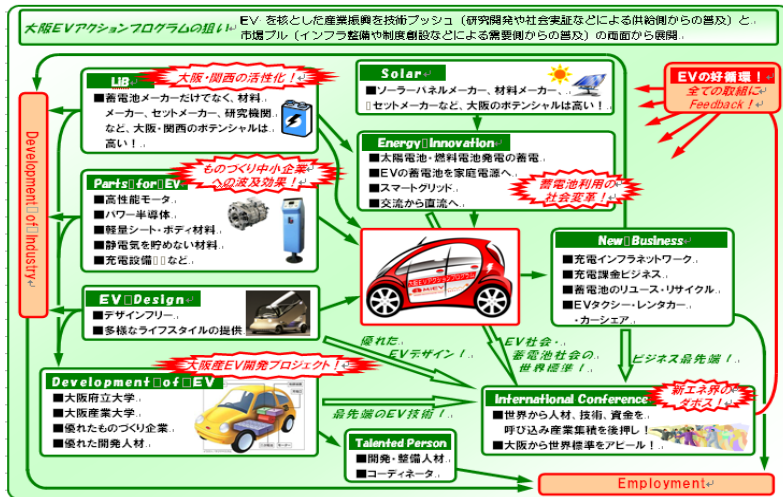 大阪EVアクションプログラムの狙い
EV を核とした産業振興を技術プッシュ（研究開発や社会実証などによる供給側からの普及）と
市場プル（インフラ整備や制度創設などによる需要側からの普及）の両面から展開
LiB
大阪・関西の活性化！
■蓄電池メーカーだけでなく、材料
メーカー、セットメーカー、研究機関
など、大阪・関西のポテンシャルは
高い！
Solar
■ソーラーパネルメーカー、材料メーカー、
セットメーカーなど、大阪のポテンシャルは高い！
EVの好循環！
全ての取組に
Feedback！
Development of Industry
Energy Innovation
■太陽電池・燃料電池発電の蓄電
■EVの蓄電池を家庭電源へ
■スマートグリッド
■交流から直流へ
蓄電池利用の
社会変革！
Parts for EV
ものづくり中小企業
への波及効果！
■高性能モータ
■パワー半導体
■軽量シート・ボディ材料
■静電気を貯めない材料
■充電設備 など
大阪EVアクションプログラム
New Business
■充電インフラネットワーク
■充電課金ビジネス
■蓄電池のリユース・リサイクル
■EVタクシー・レンタカー
・カーシェア
EV Design
■デザインフリー
■多様なライフスタイルの提供
優れた
EVデザイン！
EV社会・
蓄電池社会の
世界標準！
ビジネス最先端！
大阪産EV開発プロジェクト！
Development of EV
■大阪府立大学
■大阪産業大学
■優れたものづくり企業
■優れた開発人材
最先端のEV技術！
International Conference
新エネ界の
ダボス！
■世界から人材、技術、資金を
呼び込み産業集積を後押し！
■大阪から世界標準をアピール！
Talented Person
■開発・整備人材
■コーディネータ
Employment